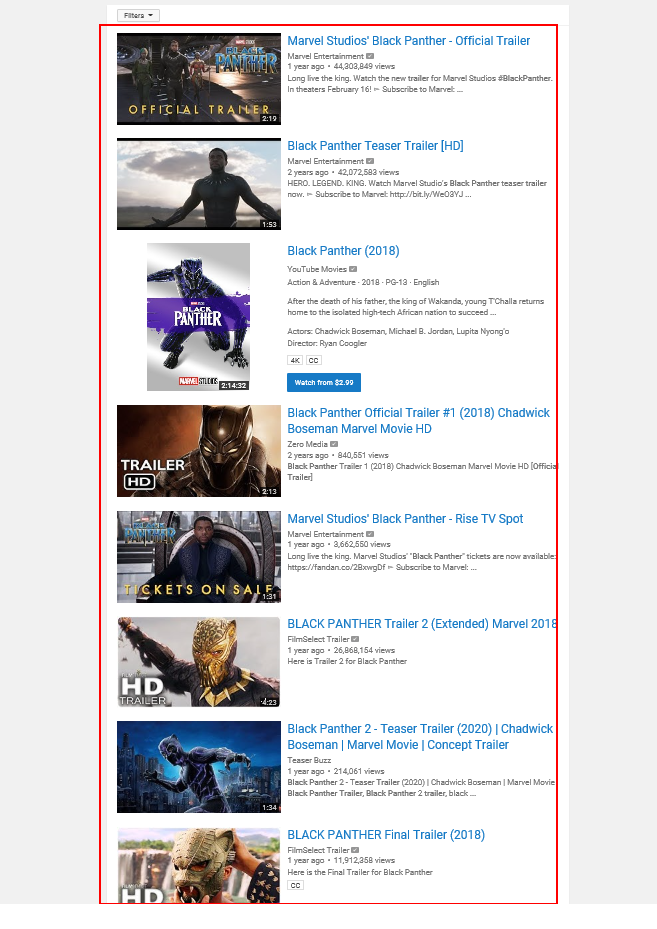 Filters
MARVEL STUDIOS
BLACK
PANTHER
OFFICIAL TRAILER
2:19
Marvel Studios' Black Panther - Official Trailer
Marvel Entertainment
1 year ago • 44,303,849 views
Long live the king. Watch the new trailer for Marvel Studios #BlackPanther.
In theaters February 16! ► Subscribe to Marvel: ...
1:53
Black Panther Teaser Trailer [HD]
Marvel Entertainment
2 years ago • 42,072,583 views
HERO. LEGEND. KING. Watch Marvel Studio's Black Panther teaser trailer
now. ► Subscribe to Marvel: http://bit.ly/WeO3YJ ...
BLACK
PANTHER
MARVEL STUDIOS
2:14:32
Black Panther (2018)
YouTube Movies
Action & Adventure · 2018 · PG-13 · English
After the death of his father, the king of Wakanda, young T'Challa returns
home to the isolated high-tech African nation to succeed ...
Actors: Chadwick Boseman, Michael B. Jordan, Lupita Nyong'o
Director: Ryan Coogler
4K CC
Watch from $2.99
TRAILER
HD
2:13
Black Panther Official Trailer #1 (2018) Chadwick
Boseman Marvel Movie HD
Zero Media
2 years ago • 840,551 views
Black Panther Trailer 1 (2018) Chadwick Boseman Marvel Movie HD [Official
Trailer]
BLACK
PANTHER
TICKETS ON SALE
1:31
Marvel Studios' Black Panther - Rise TV Spot
Marvel Entertainment
1 year ago • 3,662,550 views
Long live the king. Marvel Studios' "Black Panther" tickets are now available:
https://fandan.co/2BxwgDf ► Subscribe to Marvel: ...
HD
TRAILER
4:23
BLACK PANTHER Trailer 2 (Extended) Marvel 2018
FilmSelect Trailer
1 year ago • 26,868,154 views
Here is Trailer 2 for Black Panther
1:34
Black Panther 2 - Teaser Trailer (2020) | Chadwick
Boseman | Marvel Movie | Concept Trailer
Teaser Buzz
1 year ago • 214,061 views
Black Panther 2 - Teaser Trailer (2020) | Chadwick Boseman | Marvel Movie
Black Panther Trailer, Black Panther 2 trailer, black ...
HD
BLACK PANTHER Final Trailer (2018)
FilmSelect Trailer
1 year ago • 11,912,358 views
Here is the Final Trailer for Black Panther
CC